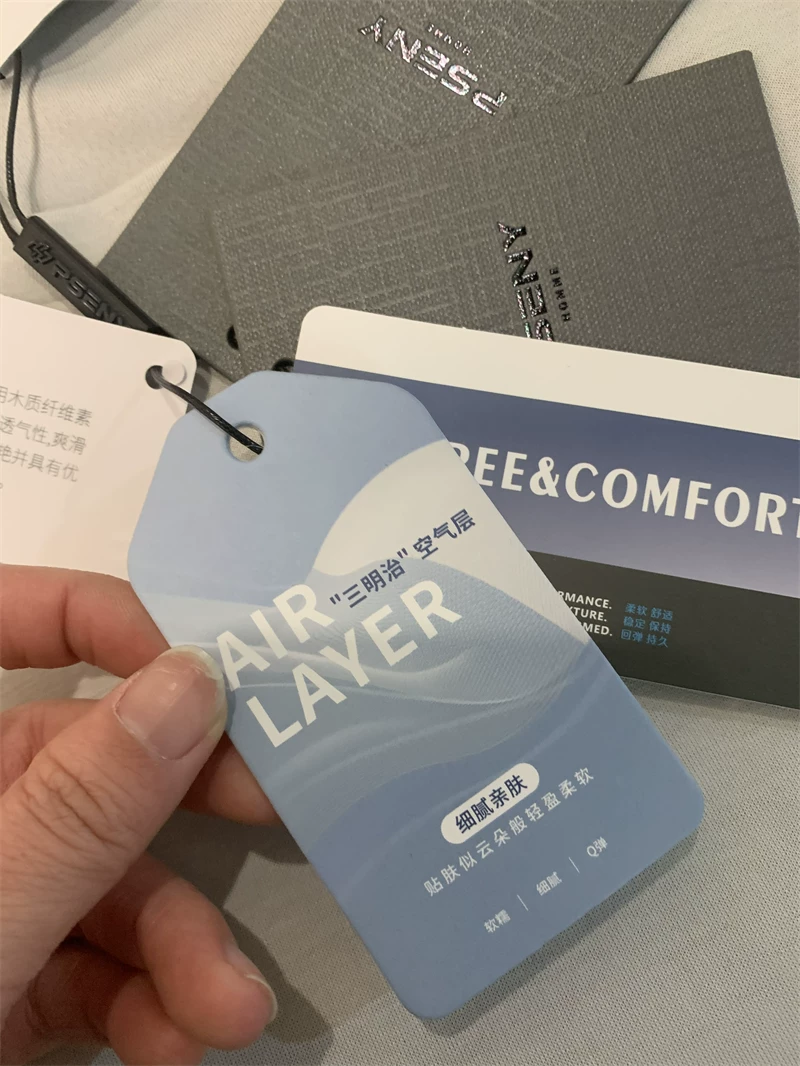 PSENY
HOMME
PSENY
HOMME
PSENY
用木质纤维素
透气性,爽滑
艳并具有优
REE&COMFORT
RMANCE.
XTURE.
MED.
柔软 舒适
稳定 保持
回弹 持久
"三明治"空气层
AIR
LAYER
细腻亲肤
贴肤似云朵般轻盈柔软
软糯 | 细腻 | Q弹